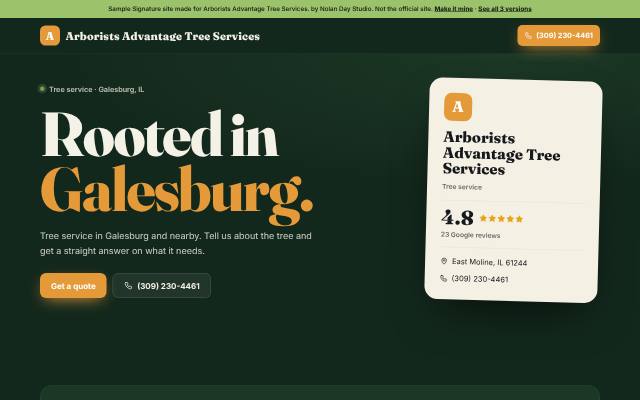 Sample Signature site made for Arborists Advantage Tree Services. by Nolan Day Studio. Not the official site. Make it mine · See all 3 versions
A Arborists Advantage Tree Services
(309) 230-4461
Tree service · Galesburg, IL
Rooted in
Galesburg.
Tree service in Galesburg and nearby. Tell us about the tree and
get a straight answer on what it needs.
Get a quote
(309) 230-4461
A
Arborists
Advantage Tree
Services
Tree service
4.8 ★★★★★
23 Google reviews
East Moline, IL 61244
(309) 230-4461